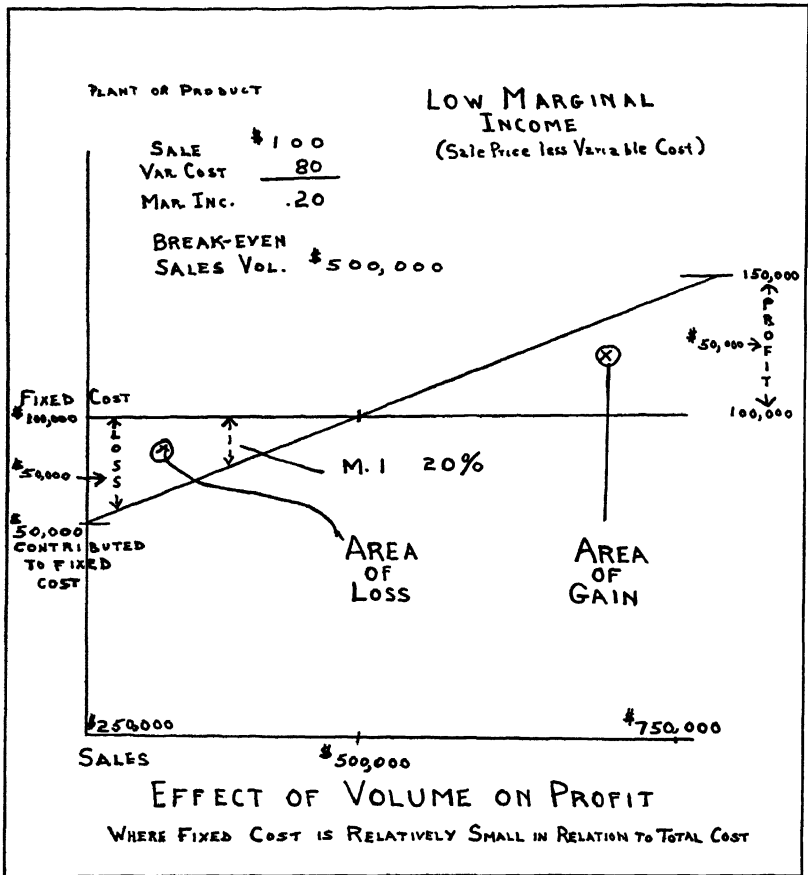 PLANT OR PRODUCT
LOW MARGINAL
INCOME
(Sale Price less Variable Cost)
SALE $100
VAR COST 80
MAR. INC. .20
BREAK-EVEN
SALES VOL. $500,000
150,000
PROFIT
$50,000
100,000
FIXED COST
$100,000
LOSS
$50,000
M.I 20%
$50,000
CONTRIBUTED
TO FIXED
COST
AREA
OF
LOSS
AREA
OF
GAIN
$250,000
$750,000
SALES
$500,000
EFFECT OF VOLUME ON PROFIT
WHERE FIXED COST IS RELATIVELY SMALL IN RELATION TO TOTAL COST